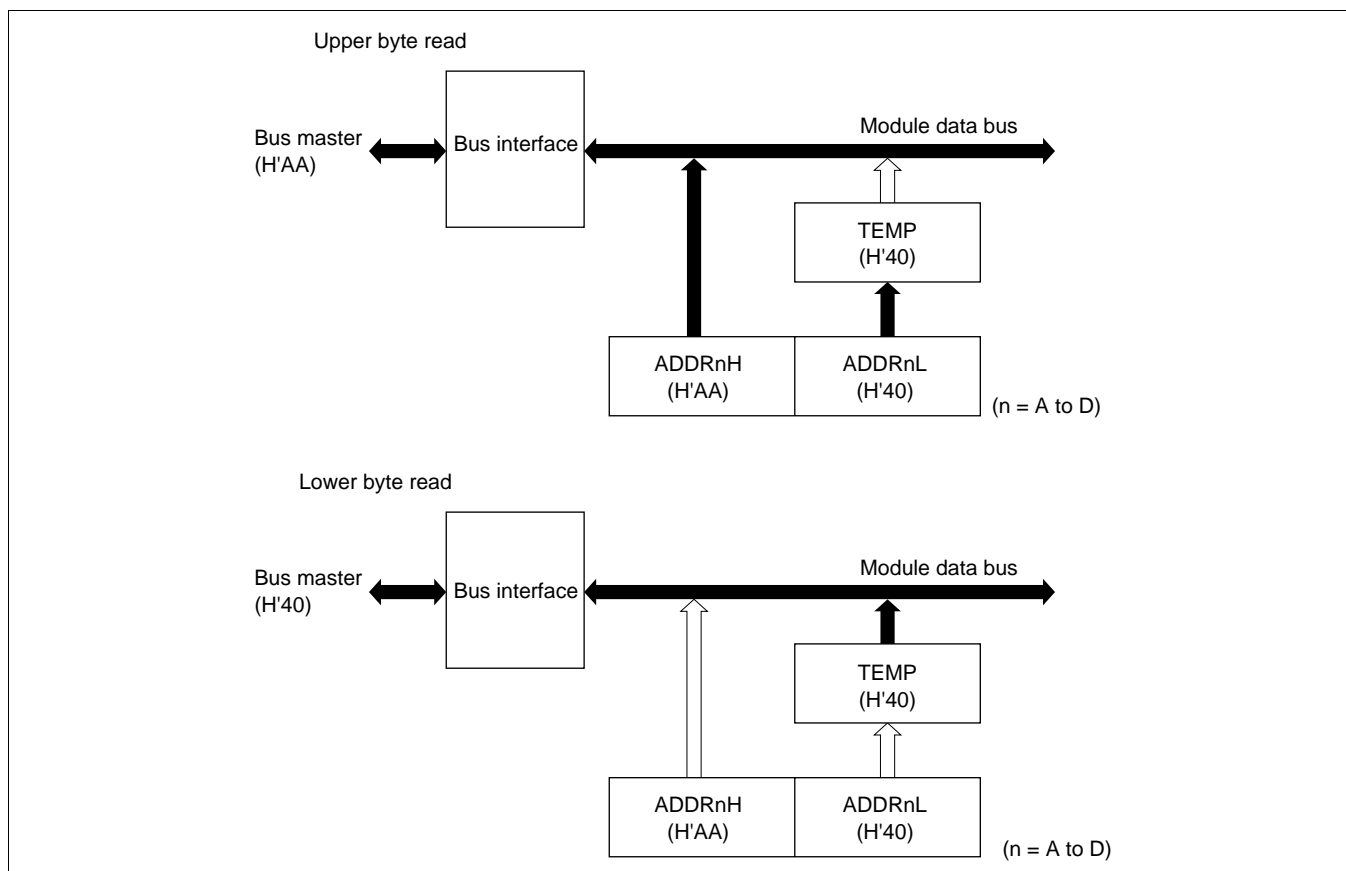 Upper byte read
Bus master
(H'AA)
Bus interface
Module data bus
TEMP
(H'40)
ADDRnH
(H'AA)
ADDRnL
(H'40)
(n = A to D)
Lower byte read
Bus master
(H'40)
Bus interface
Module data bus
TEMP
(H'40)
ADDRnH
(H'AA)
ADDRnL
(H'40)
(n = A to D)